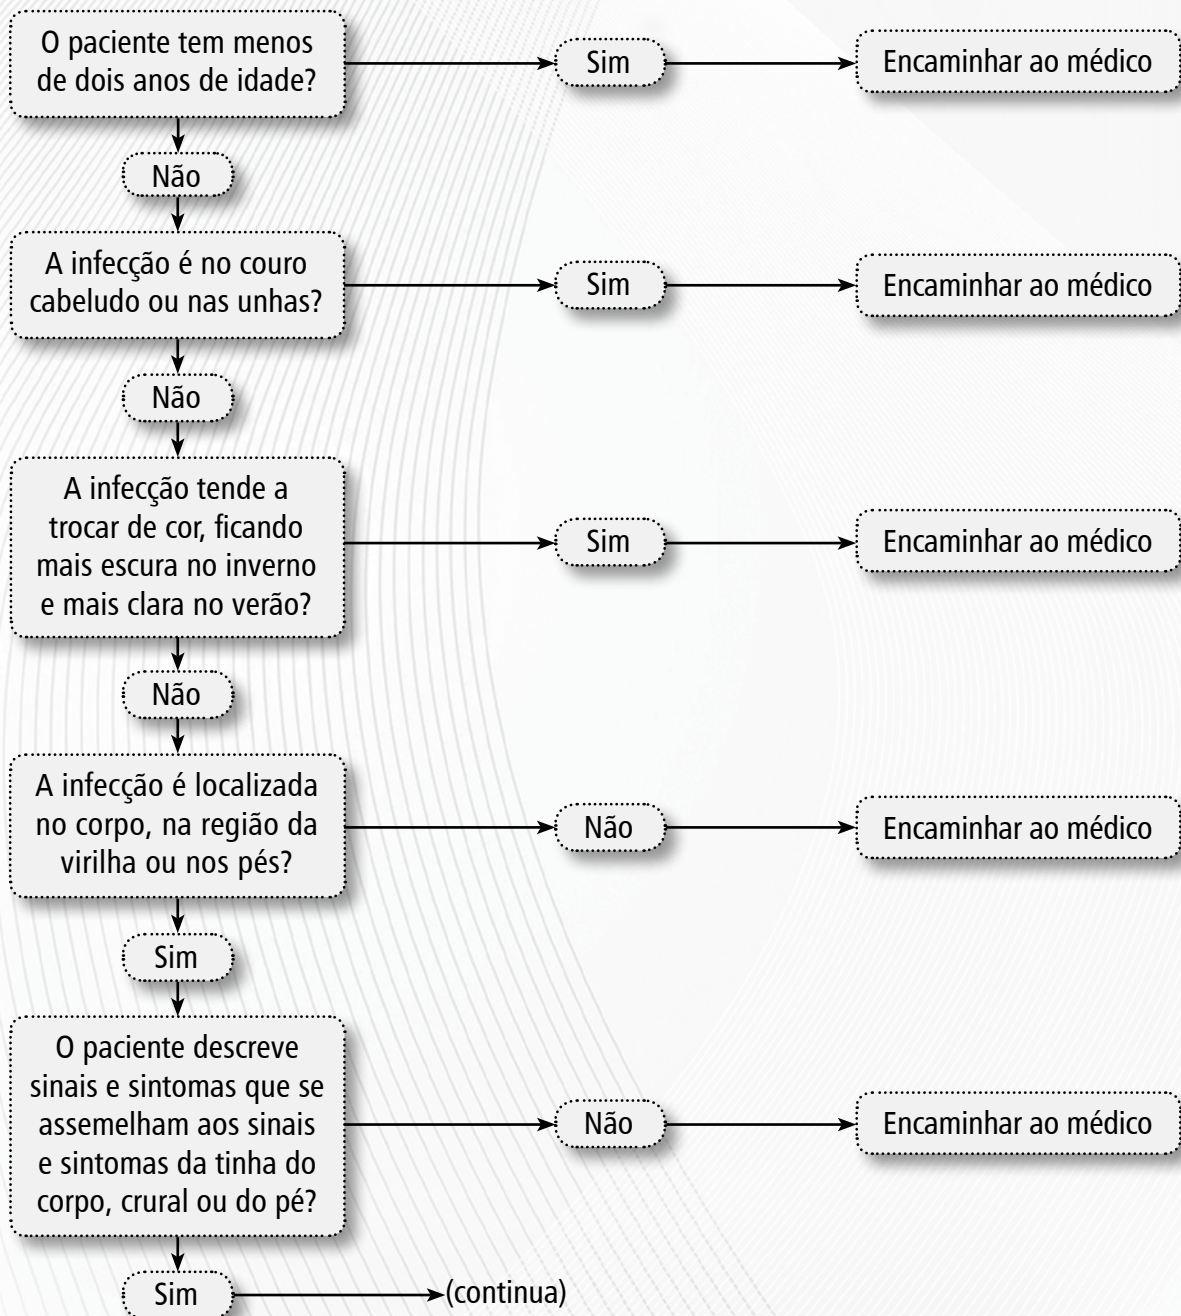 O paciente tem menos
de dois anos de idade?
Sim
Encaminhar ao médico
Não
A infecção é no couro
cabeludo ou nas unhas?
Sim
Encaminhar ao médico
Não
A infecção tende a
trocar de cor, ficando
mais escura no inverno
e mais clara no verão?
Sim
Encaminhar ao médico
Não
A infecção é localizada
no corpo, na região da
virilha ou nos pés?
Não
Encaminhar ao médico
Sim
O paciente descreve
sinais e sintomas que se
assemelham aos sinais
e sintomas da tinha do
corpo, crural ou do pé?
Não
Encaminhar ao médico
Sim
(continua)